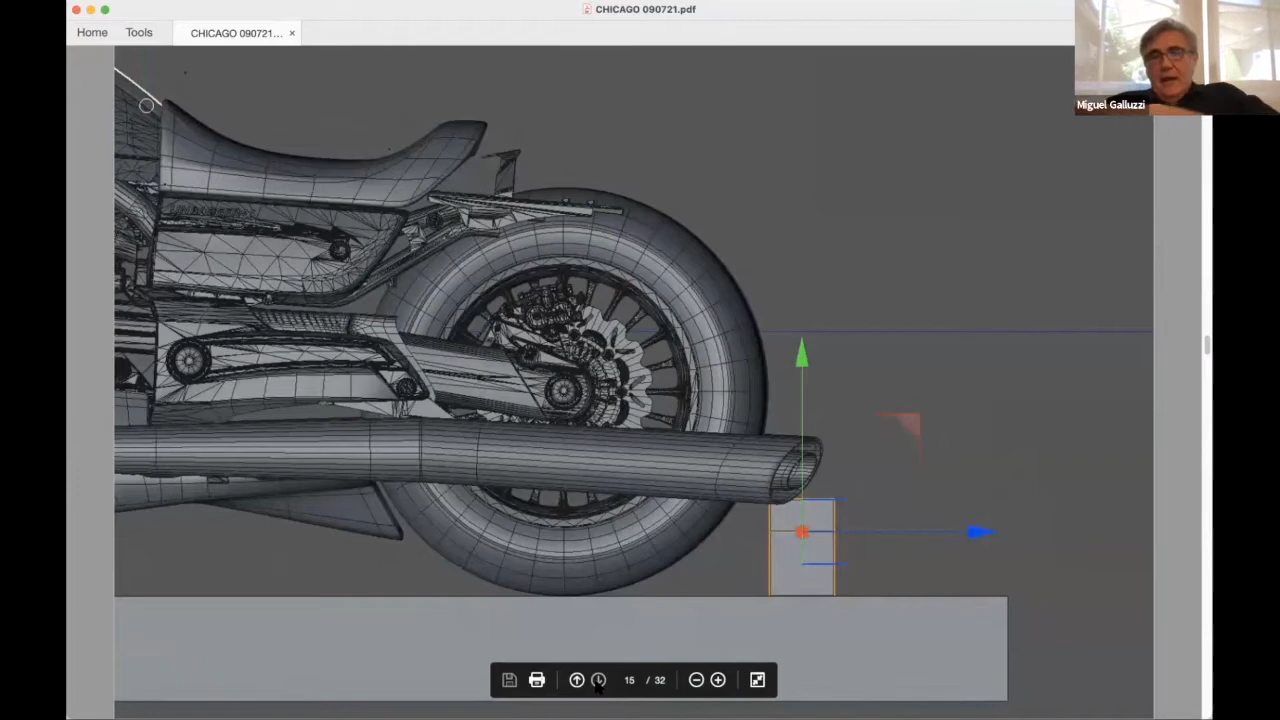 CHICAGO 090721.pdf
Home
Tools
CHICAGO 090721...
Miguel Galluzzi
15 / 32